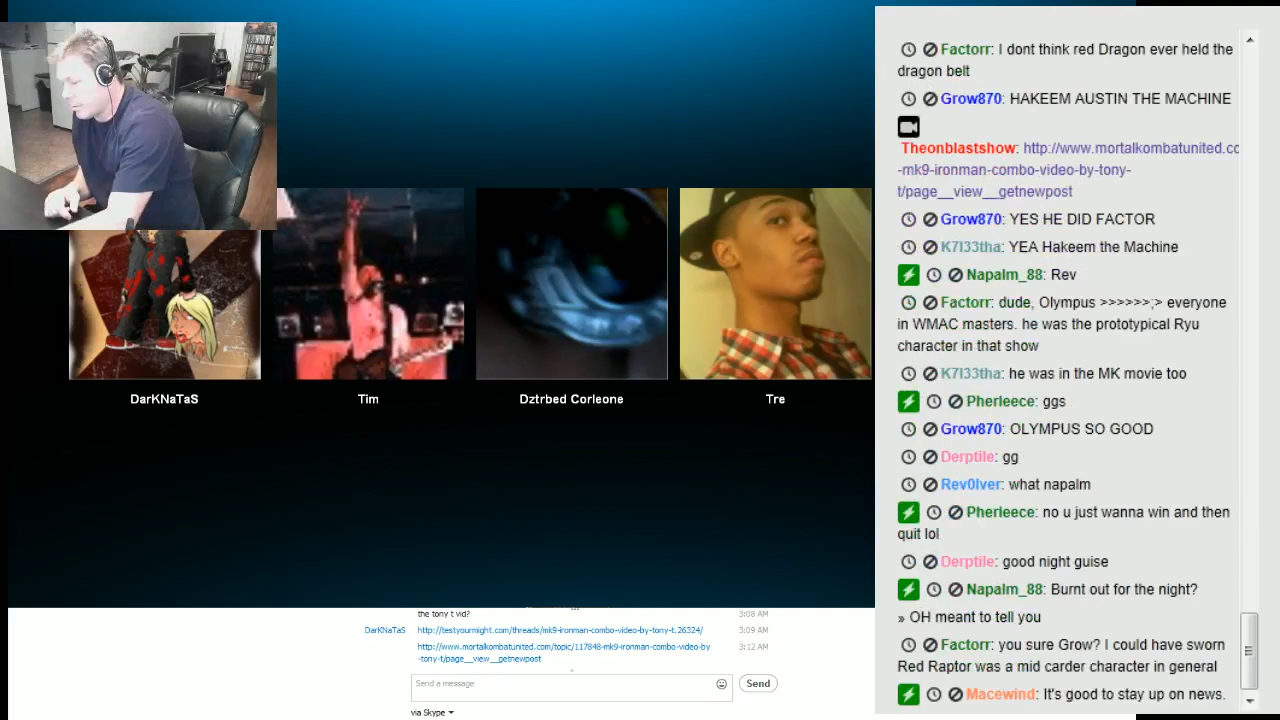 Factorr: I dont think red Dragon ever held the
dragon belt
Grow870: HAKEEM AUSTIN THE MACHINE
Theonblastshow: http://www.mortalkombatunited.cc
-mk9-ironman-combo-video-by-tony-
t/page__view__getnewpost
Grow870: YES HE DID FACTOR
K7l33tha: YEA Hakeem the Machine
Napalm_88: Rev
Factorr: dude, Olympus >>>>>>;> everyone
in WMAC masters. he was the prototypical Ryu
character in that show
K7l33tha: he was in the MK movie too
Pherleece: ggs
Grow870: OLYMPUS SO GOOD
Derptile: gg
Rev0lver: what napalm
Pherleece: no u just wanna win and then
quit lol
Derptile: good night guise
Napalm_88: Burnt out for the night?
» OH meant to tell you
Factorr: you sure Grow? I could have sworn
Red Raptor was a mid carder character in general
Macewind: It's good to stay up on news.
DarKNaTaS
Tim
Dztrbed Corleone
Tre
the tony t vid? 3:08 AM
DarKNaTaS http://testyourmight.com/threads/mk9-ironman-combo-video-by-tony-t.26324/ 3:09 AM
http://www.mortalkombatunited.com/topic/117848-mk9-ironman-combo-video-by 3:12 AM
-tony-t/page__view__getnewpost
Send a message
Send
via Skype